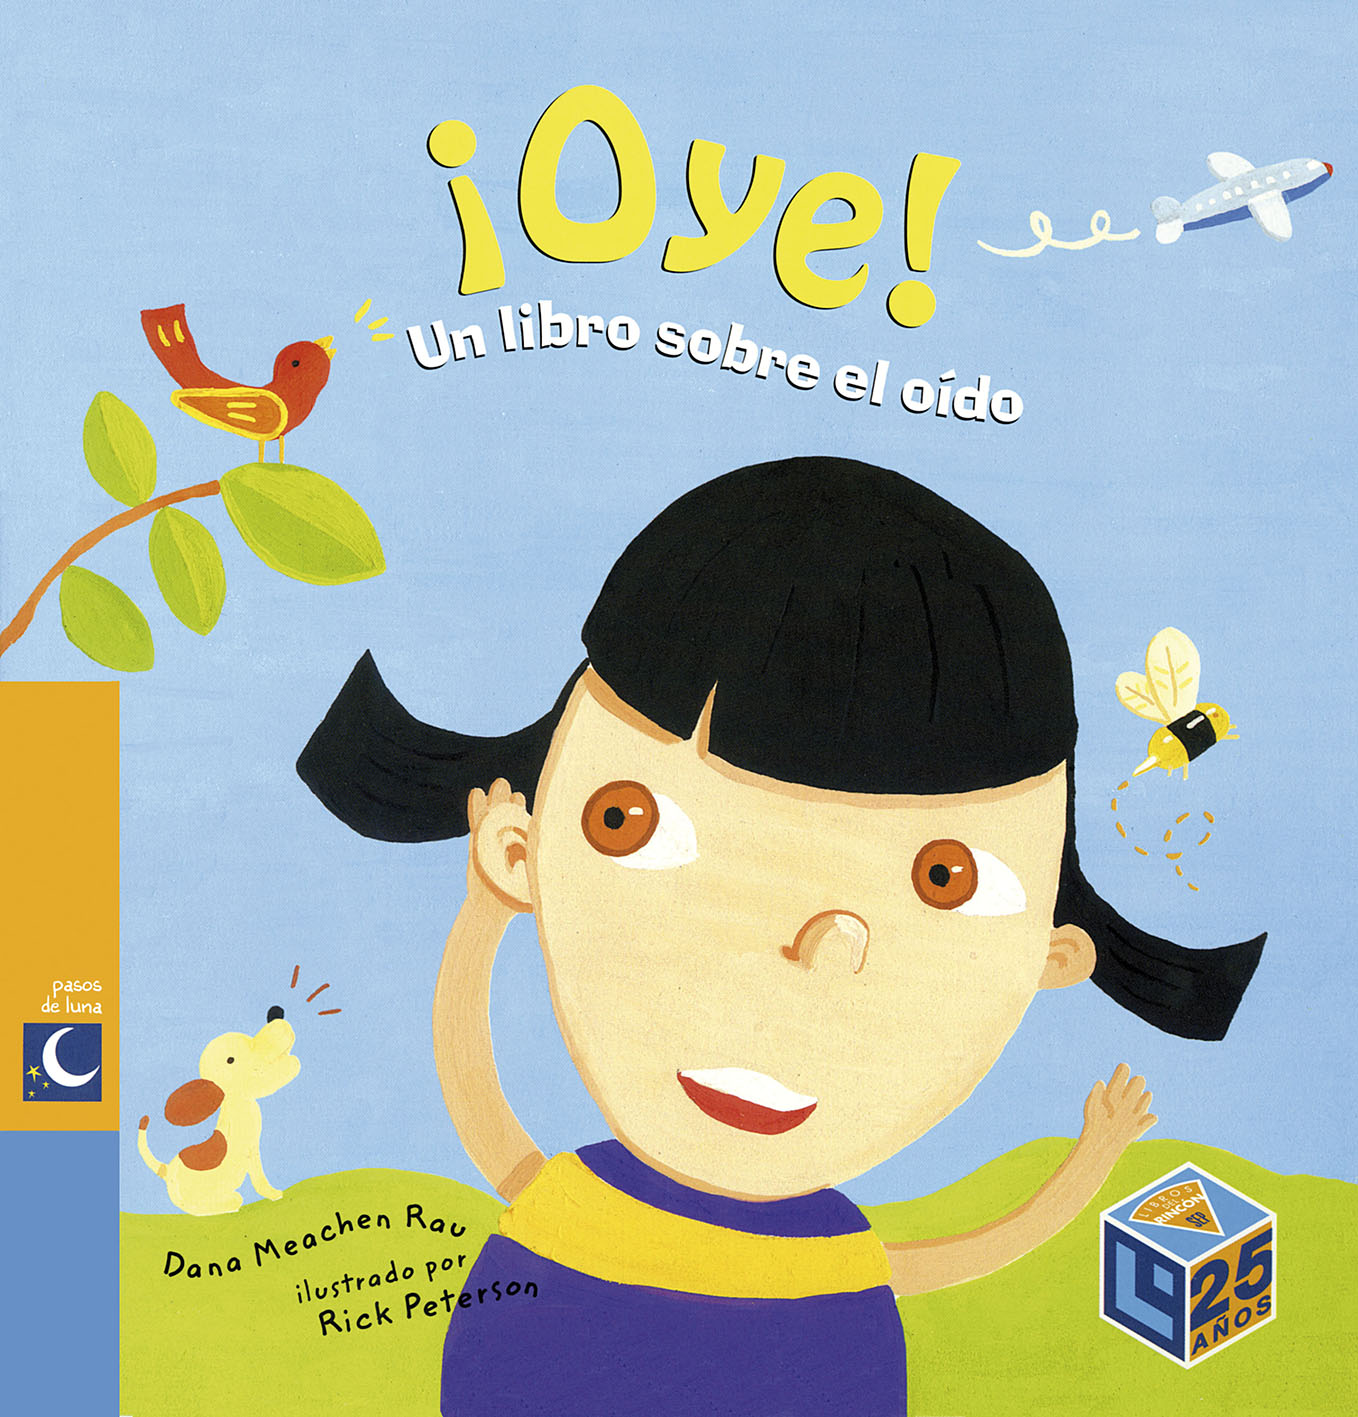 ¡Oye!
Un libro sobre el oído
pasos
de luna
Dana Meachen Rau
ilustrado por
Rick Peterson
LIBROS
DEL
RINCÓN
SEP
25
AÑOS